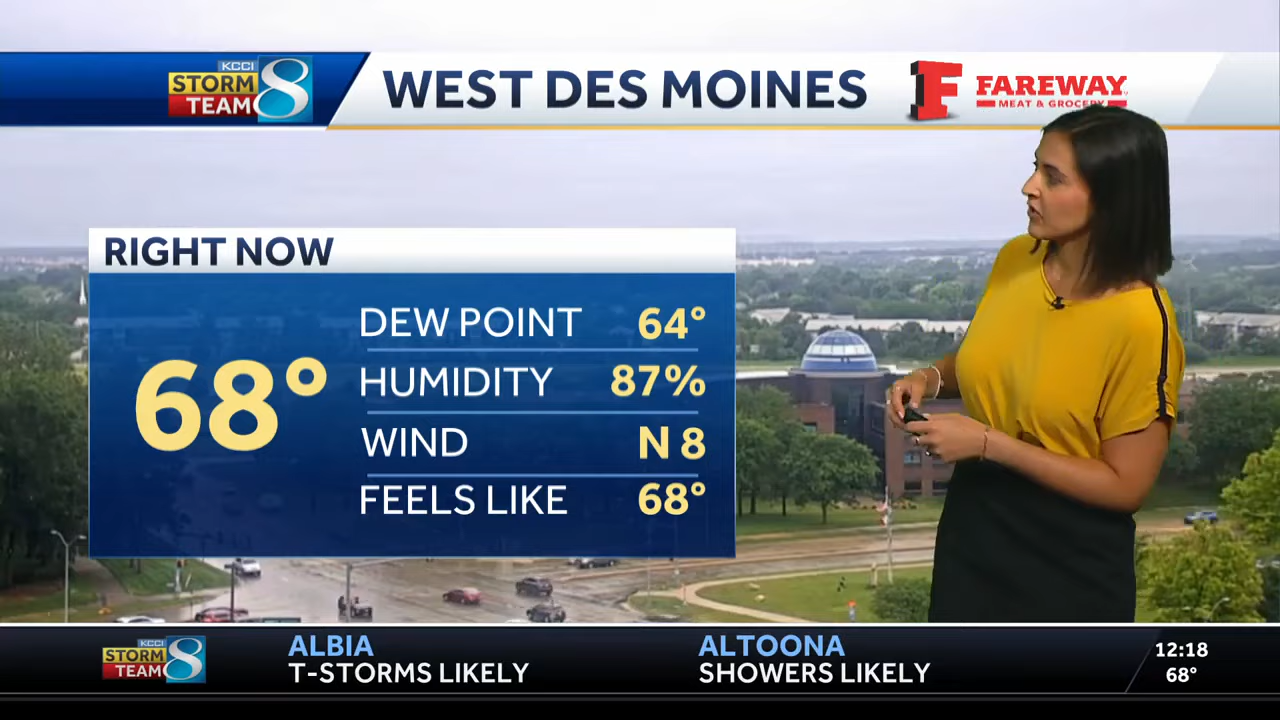 KCCI
STORM
TEAM 8
WEST DES MOINES
F FAREWAY
MEAT & GROCERY
RIGHT NOW
68°
DEW POINT 64°
HUMIDITY 87%
WIND N 8
FEELS LIKE 68°
KCCI
STORM
TEAM 8
ALBIA
T-STORMS LIKELY
ALTOONA
SHOWERS LIKELY
12:18
68°